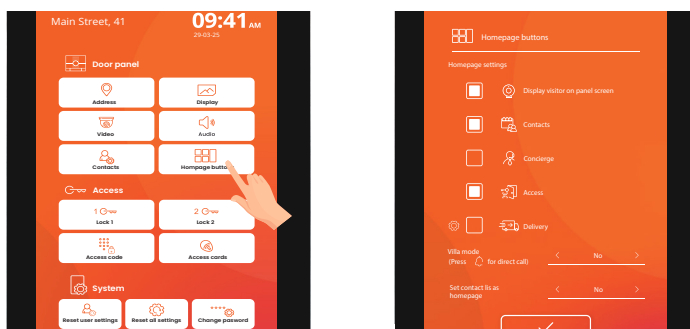 Main Street, 41
09:41 AM
29-03-25
Door panel
Address
Display
Video
Audio
Contacts
Hompage button
Access
1
Lock 1
2
Lock 2
Access code
Access cards
System
Reset user settings
Reset all settings
****
Change pasword
Homepage buttons
Homepage settings
Display visitor on panel screen
Contacts
Concierge
Access
Delivery
Villa mode
(Press for direct call)
< No >
Set contact lis as
homepage
< No >